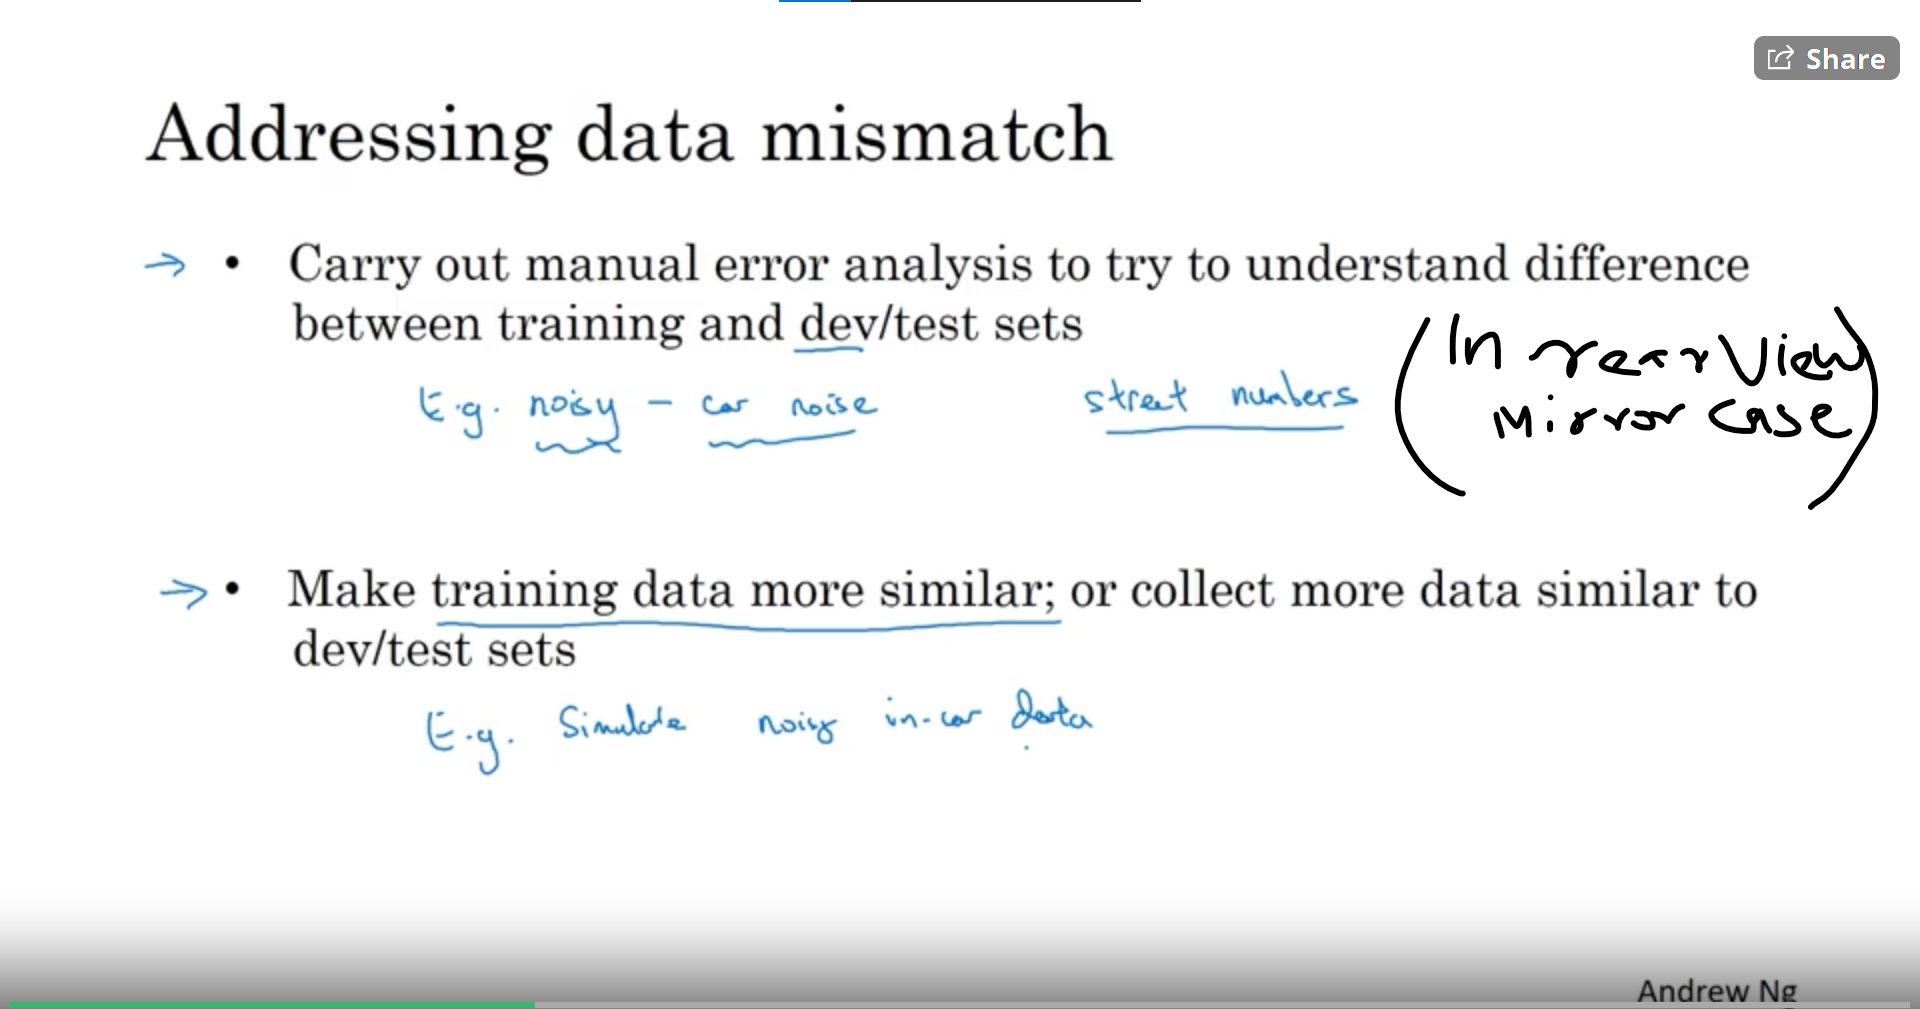 Share
Addressing data mismatch
• Carry out manual error analysis to try to understand difference
between training and dev/test sets
E.g. noisy - car noise street numbers
(In rearview
mirror case)
• Make training data more similar; or collect more data similar to
dev/test sets
E.g. Simulate noisy in-car data
Andrew Ng